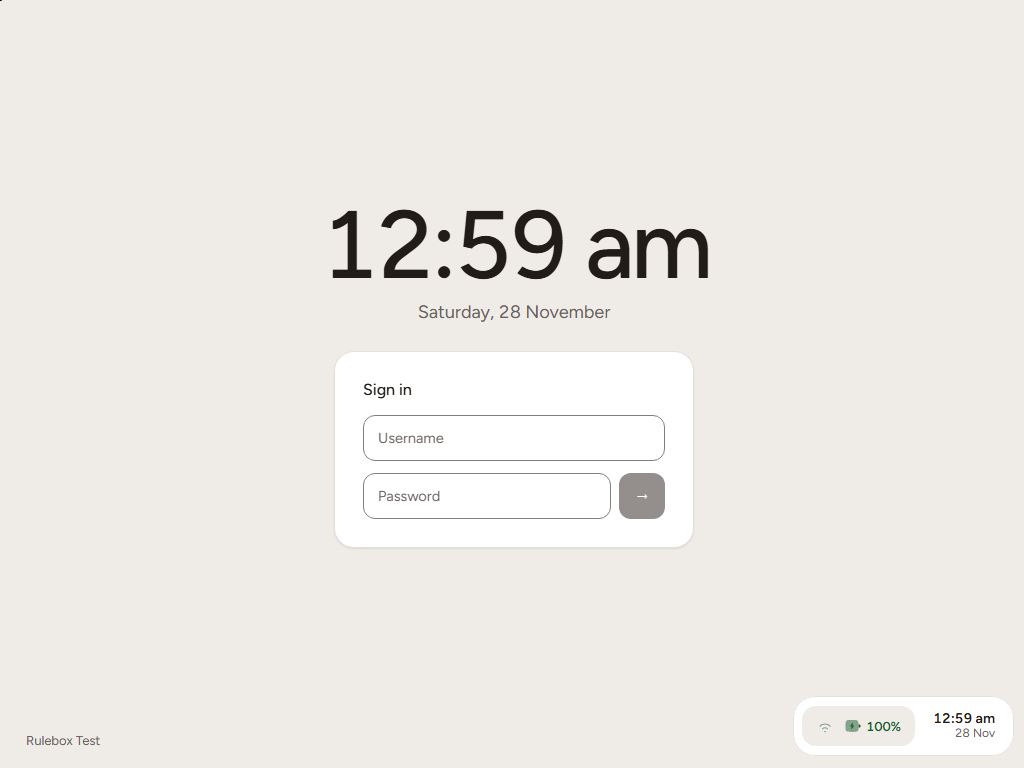 12:59 am
Saturday, 28 November
Sign in
Username
Password
→
Rulebox Test
100%
12:59 am
28 Nov